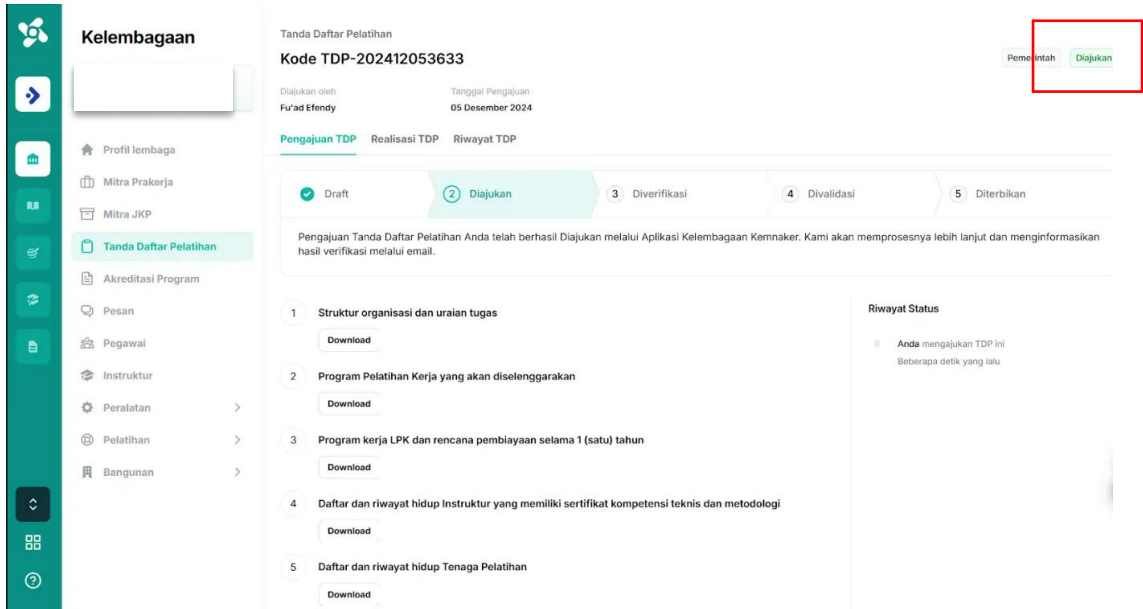 Kelembagaan
Profil lembaga
Mitra Prakerja
Mitra JKP
Tanda Daftar Pelatihan
Akreditasi Program
Pesan
Pegawai
Instruktur
Peralatan
Pelatihan
Bangunan
Tanda Daftar Pelatihan
Kode TDP-202412053633
Pemerintah Diajukan
Diajukan oleh Tanggal Pengajuan
Fu'ad Efendy 05 Desember 2024
Pengajuan TDP Realisasi TDP Riwayat TDP
Draft 2 Diajukan 3 Diverifikasi 4 Divalidasi 5 Diterbikan
Pengajuan Tanda Daftar Pelatihan Anda telah berhasil Diajukan melalui Aplikasi Kelembagaan Kemnaker. Kami akan memprosesnya lebih lanjut dan menginformasikan
hasil verifikasi melalui email.
1 Struktur organisasi dan uraian tugas
Download
2 Program Pelatihan Kerja yang akan diselenggarakan
Download
3 Program kerja LPK dan rencana pembiayaan selama 1 (satu) tahun
Download
4 Daftar dan riwayat hidup Instruktur yang memiliki sertifikat kompetensi teknis dan metodologi
Download
5 Daftar dan riwayat hidup Tenaga Pelatihan
Download
Riwayat Status
Anda mengajukan TDP ini
Beberapa detik yang lalu